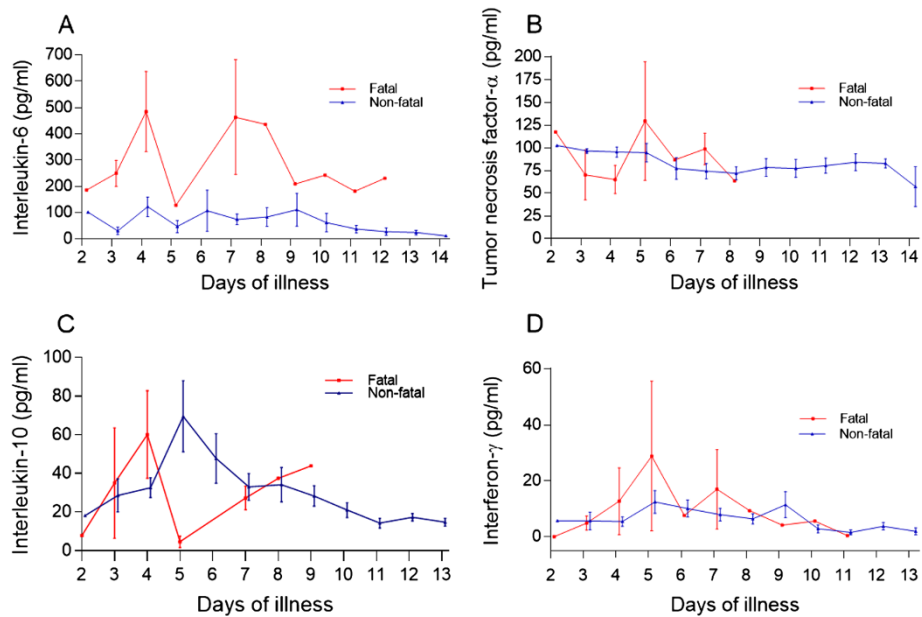 A
Interleukin-6 (pg/ml)
700
600
500
400
300
200
100
0
Fatal
Non-fatal
2 3 4 5 6 7 8 9 10 11 12 13 14
Days of illness
B
Tumor necrosis factor-α (pg/ml)
200
175
150
125
100
75
50
25
0
Fatal
Non-fatal
2 3 4 5 6 7 8 9 10 11 12 13 14
Days of illness
C
Interleukin-10 (pg/ml)
100
80
60
40
20
0
Fatal
Non-fatal
2 3 4 5 6 7 8 9 10 11 12 13
Days of illness
D
Interferon-γ (pg/ml)
60
40
20
0
Fatal
Non-fatal
2 3 4 5 6 7 8 9 10 11 12 13
Days of illness